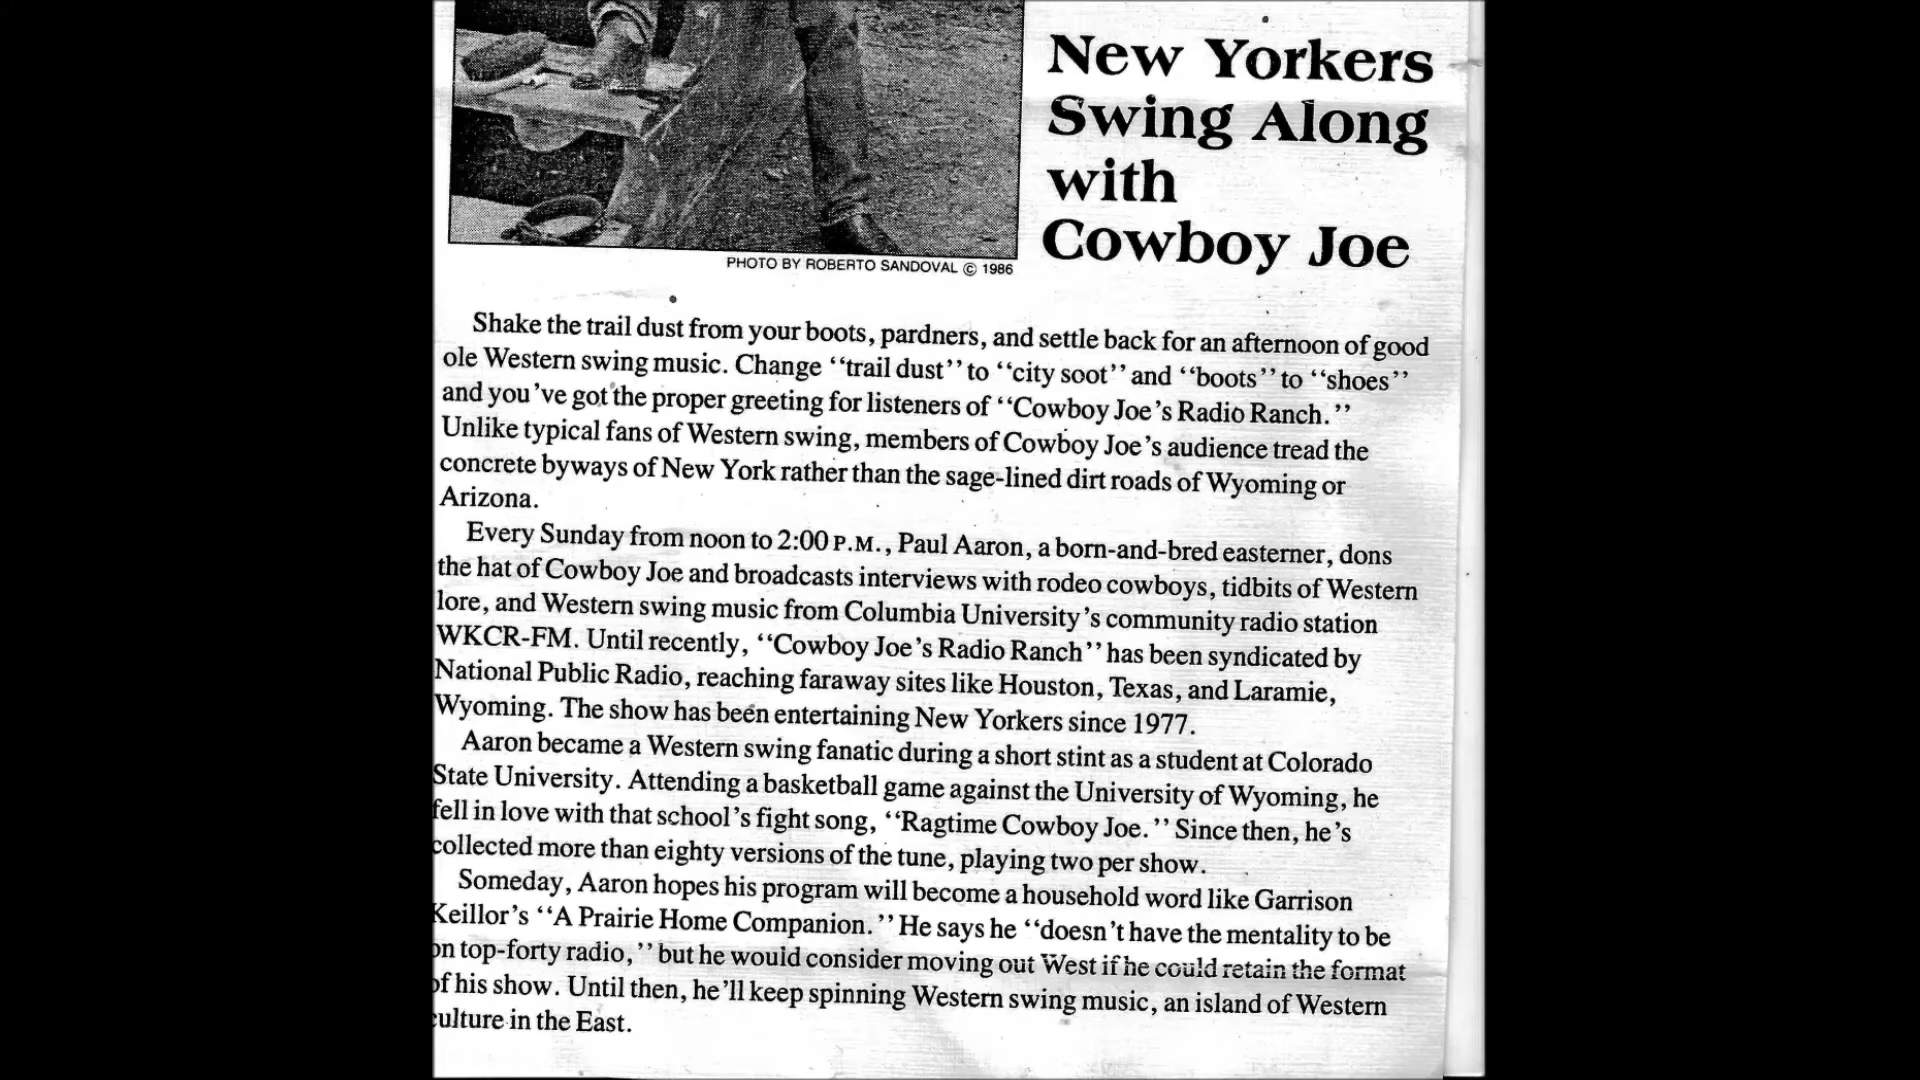 New Yorkers
Swing Along
with
Cowboy Joe
PHOTO BY ROBERTO SANDOVAL © 1986
Shake the trail dust from your boots, pardners, and settle back for an afternoon of good
ole Western swing music. Change "trail dust" to "city soot" and "boots" to "shoes"
and you've got the proper greeting for listeners of "Cowboy Joe's Radio Ranch."
Unlike typical fans of Western swing, members of Cowboy Joe's audience tread the
concrete byways of New York rather than the sage-lined dirt roads of Wyoming or
Arizona.
Every Sunday from noon to 2:00 P.M., Paul Aaron, a born-and-bred easterner, dons
the hat of Cowboy Joe and broadcasts interviews with rodeo cowboys, tidbits of Western
lore, and Western swing music from Columbia University's community radio station
WKCR-FM. Until recently, "Cowboy Joe's Radio Ranch" has been syndicated by
National Public Radio, reaching faraway sites like Houston, Texas, and Laramie,
Wyoming. The show has been entertaining New Yorkers since 1977.
Aaron became a Western swing fanatic during a short stint as a student at Colorado
State University. Attending a basketball game against the University of Wyoming, he
fell in love with that school's fight song, "Ragtime Cowboy Joe." Since then, he's
collected more than eighty versions of the tune, playing two per show.
Someday, Aaron hopes his program will become a household word like Garrison
Keillor's "A Prairie Home Companion." He says he "doesn't have the mentality to be
on top-forty radio," but he would consider moving out West if he could retain the format
of his show. Until then, he'll keep spinning Western swing music, an island of Western
culture in the East.